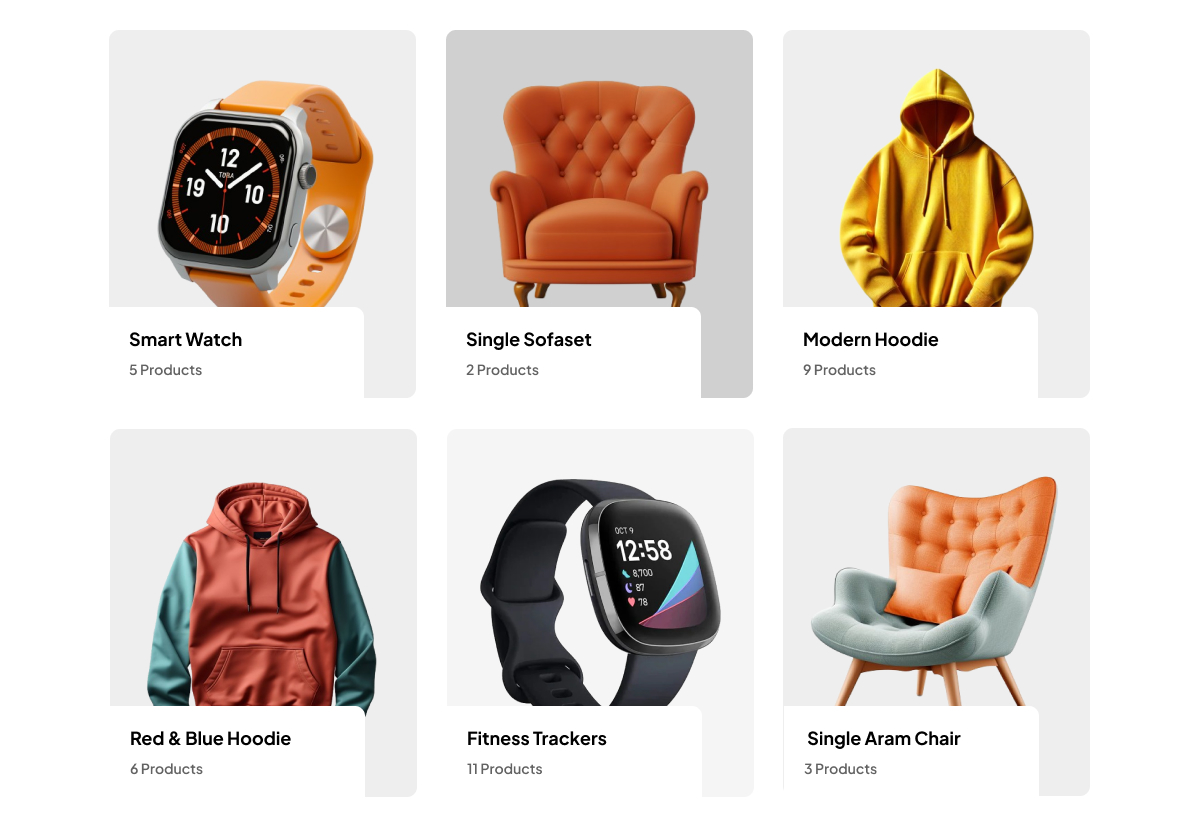 12
TUBA
19
10
10
Smart Watch
5 Products
Single Sofaset
2 Products
Modern Hoodie
9 Products
Red & Blue Hoodie
6 Products
OCT 9
12:58
8,700
87
78
Fitness Trackers
11 Products
Single Aram Chair
3 Products